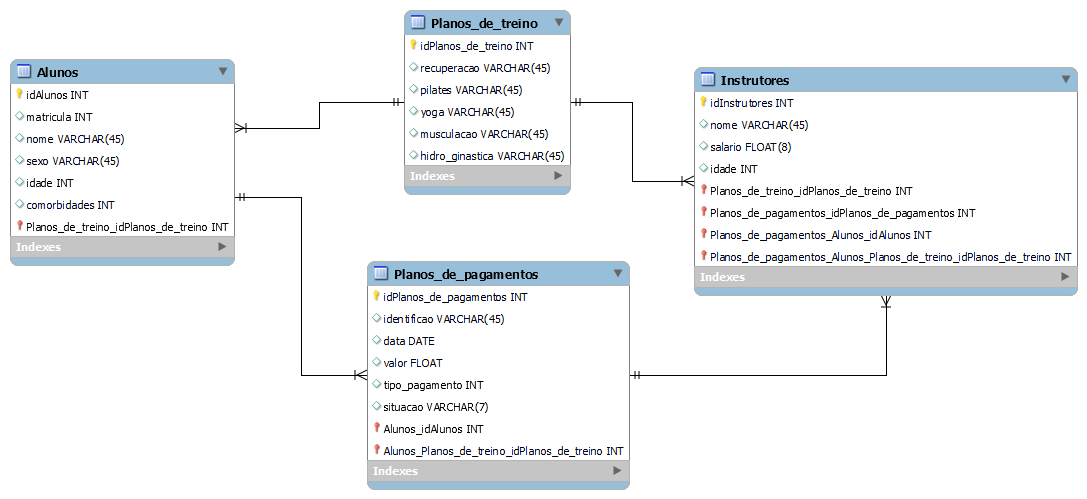 Planos_de_treino
idPlanos_de_treino INT
recuperacao VARCHAR(45)
pilates VARCHAR(45)
yoga VARCHAR(45)
musculacao VARCHAR(45)
hidro_ginastica VARCHAR(45)
Indexes
Alunos
idAlunos INT
matricula INT
nome VARCHAR(45)
sexo VARCHAR(45)
idade INT
comorbidades INT
Planos_de_treino_idPlanos_de_treino INT
Indexes
Instrutores
idInstrutores INT
nome VARCHAR(45)
salario FLOAT(8)
idade INT
Planos_de_treino_idPlanos_de_treino INT
Planos_de_pagamentos_idPlanos_de_pagamentos INT
Planos_de_pagamentos_Alunos_idAlunos INT
Planos_de_pagamentos_Alunos_Planos_de_treino_idPlanos_de_treino INT
Indexes
Planos_de_pagamentos
idPlanos_de_pagamentos INT
identificao VARCHAR(45)
data DATE
valor FLOAT
tipo_pagamento INT
situacao VARCHAR(7)
Alunos_idAlunos INT
Alunos_Planos_de_treino_idPlanos_de_treino INT
Indexes